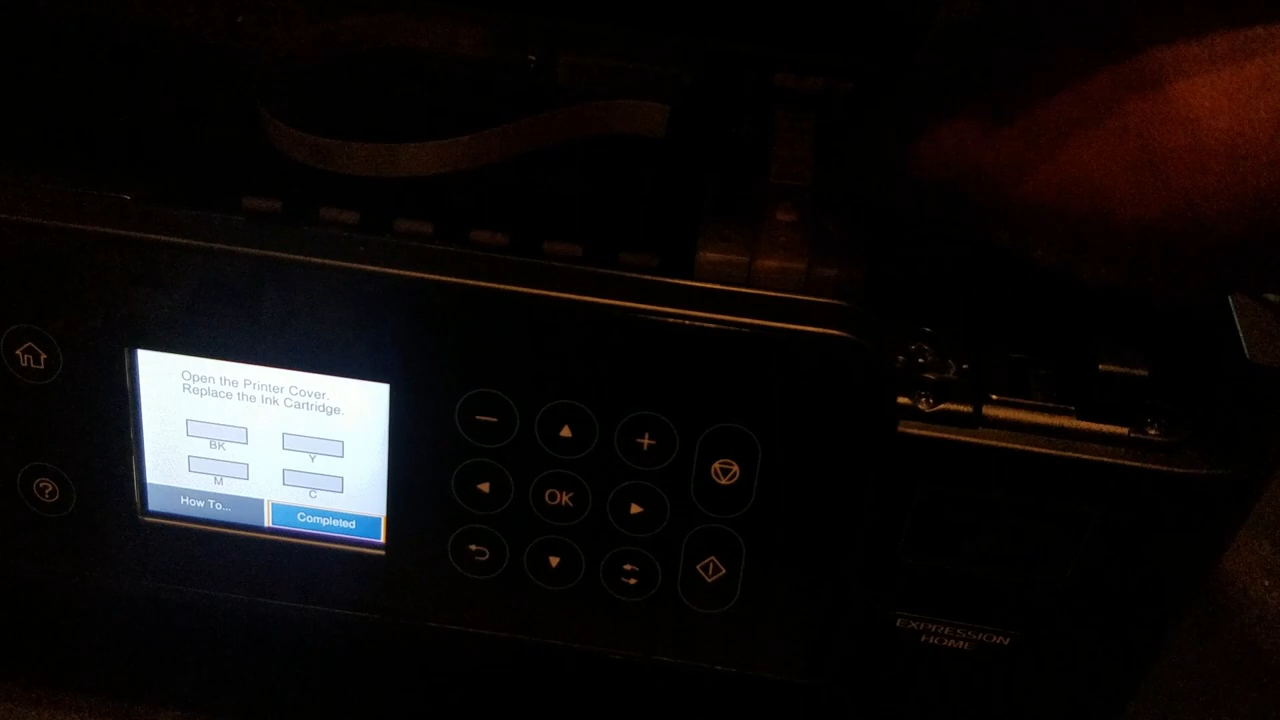 Open the Printer Cover.
Replace the Ink Cartridge.
BK
Y
M
C
How To...
Completed
OK
EXPRESSION
HOME